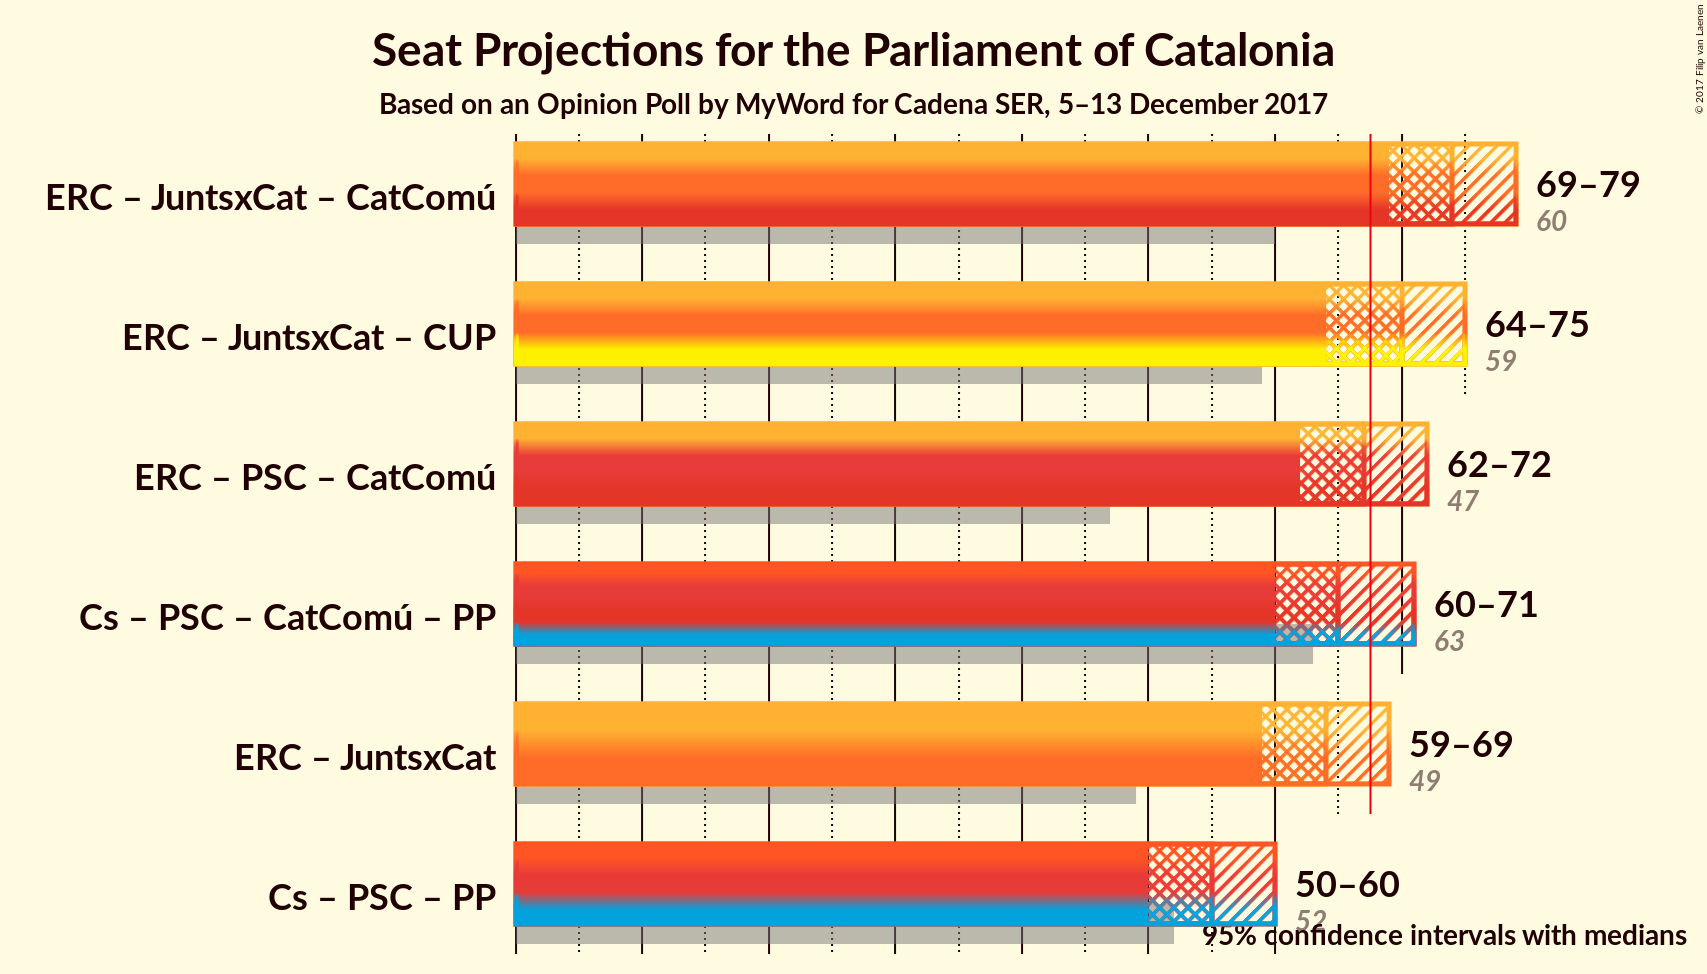 Seat Projections for the Parliament of Catalonia
Based on an Opinion Poll by MyWord for Cadena SER, 5–13 December 2017
© 2017 Filip van Laenen
ERC – JuntsxCat – CatComú
69–79
60
ERC – JuntsxCat – CUP
64–75
59
ERC – PSC – CatComú
62–72
47
Cs – PSC – CatComú – PP
60–71
63
ERC – JuntsxCat
59–69
49
Cs – PSC – PP
50–60
52
95% confidence intervals with medians